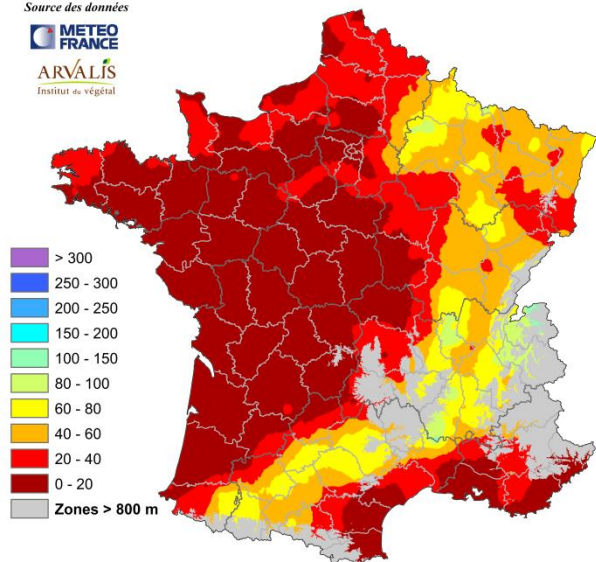 Source des données
METEO
FRANCE
ARVALIS
Institut du végétal
> 300
250 - 300
200 - 250
150 - 200
100 - 150
80 - 100
60 - 80
40 - 60
20 - 40
0 - 20
Zones > 800 m